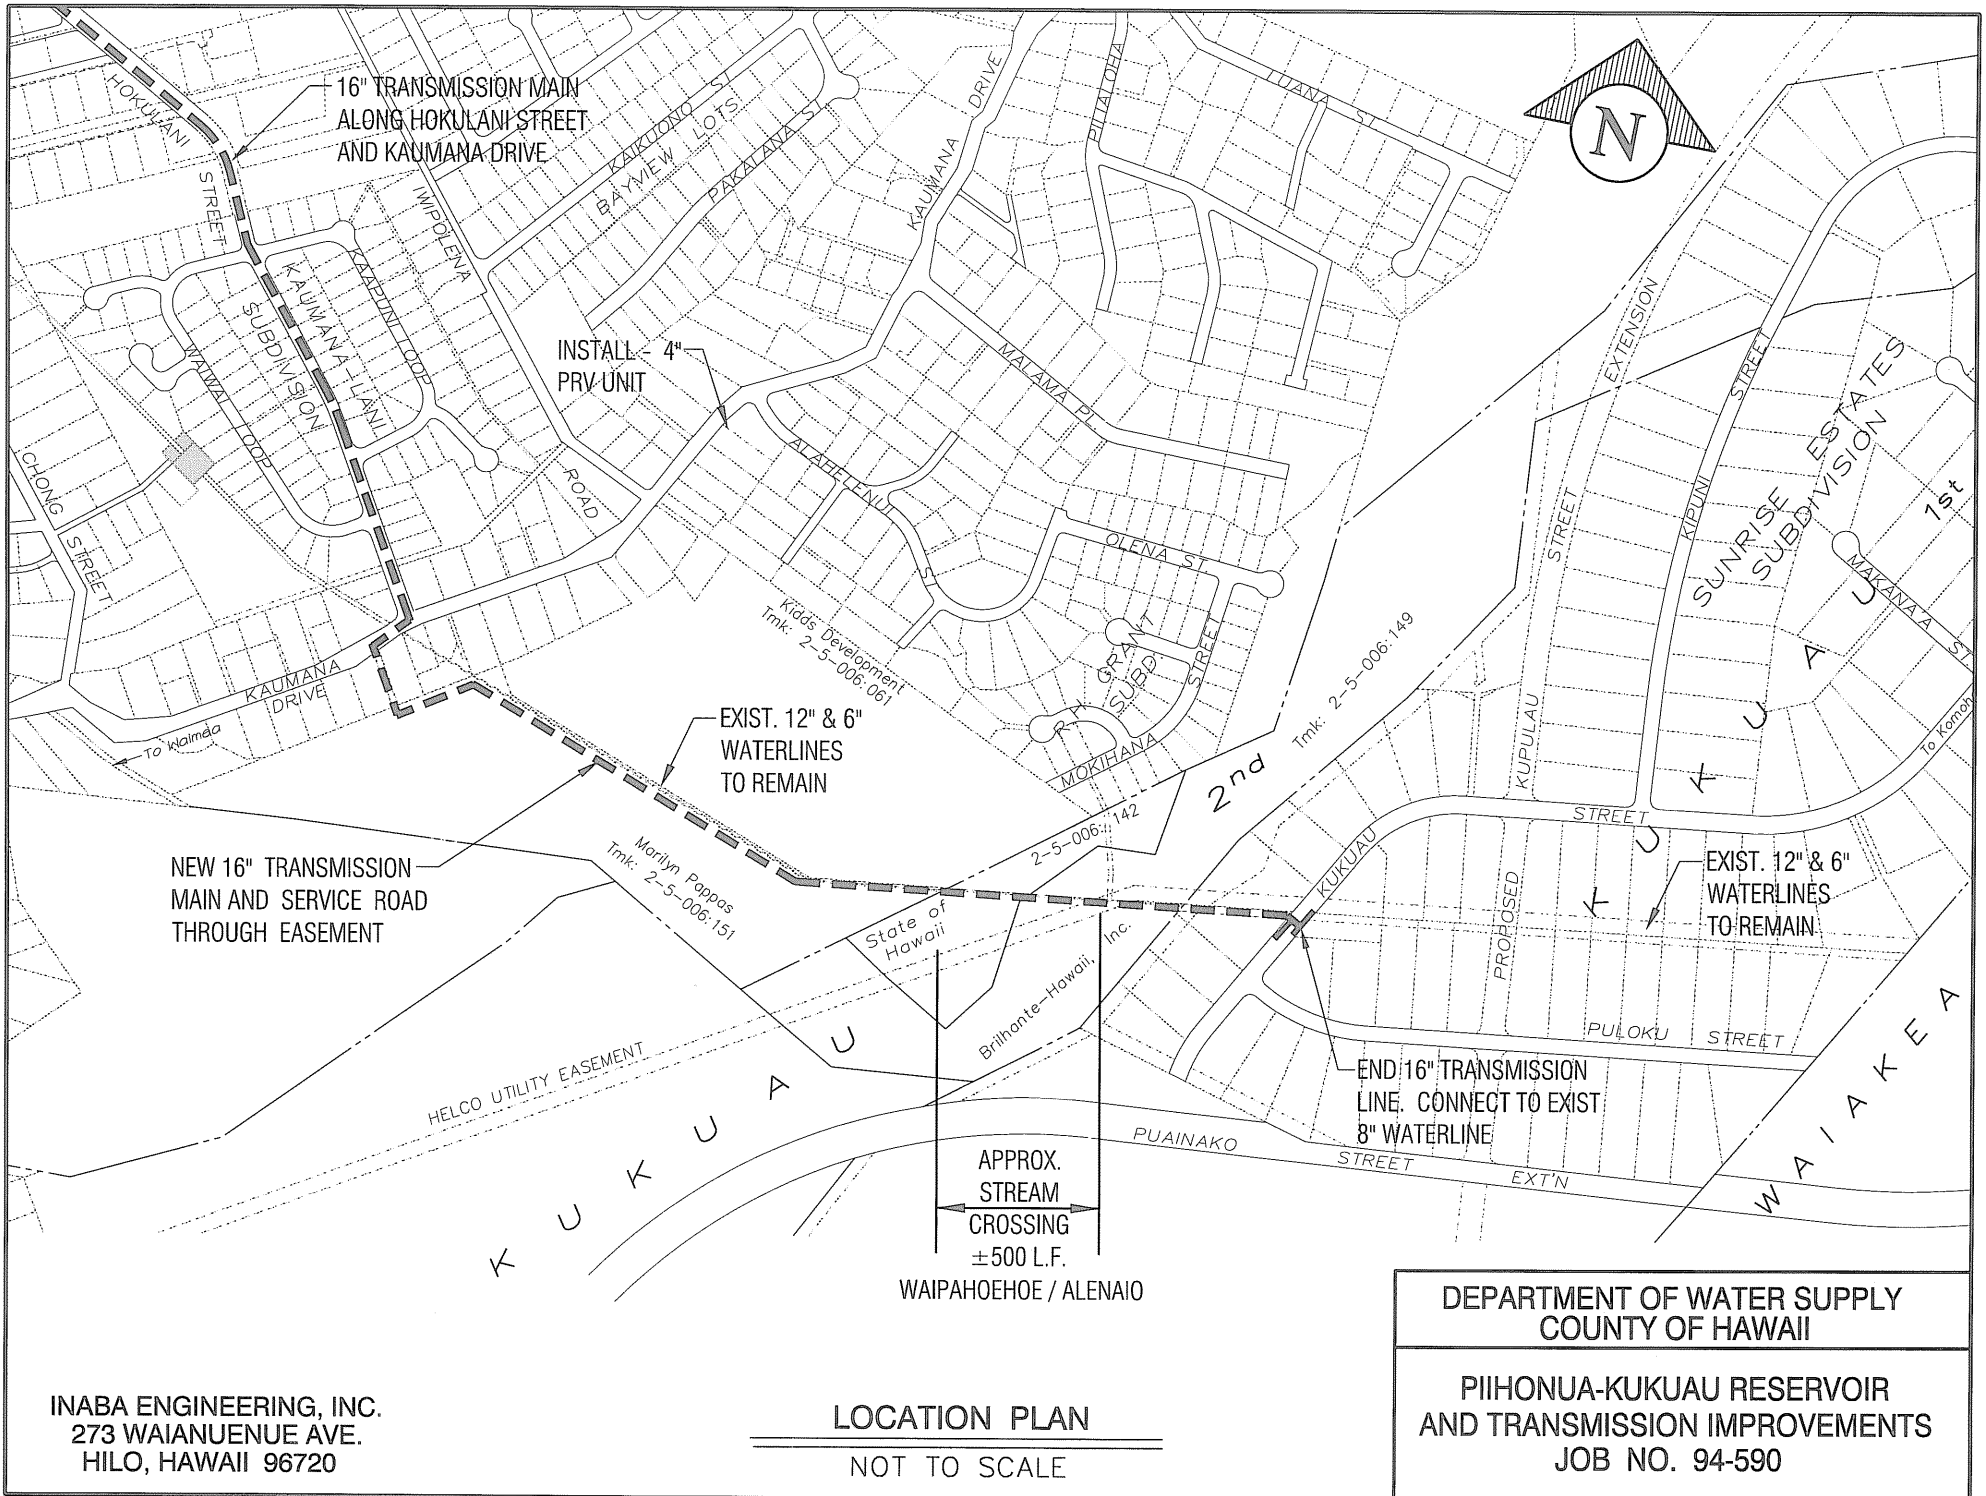 16" TRANSMISSION MAIN
ALONG HOKULANI STREET
AND KAUMANA DRIVE
HOKULANI
STREET
KAUMANA-LANI
SUBDIVISION
KAAPUNI LOOP
WAIWAI LOOP
CHONG
STREET
IWIPOLENA
ROAD
KAIKUONO ST
BAYVIEW LOTS
PAKALANA ST
KAUMANA DRIVE
PUALOHA
LUANA ST
N
INSTALL - 4"
PRV UNIT
MALAMA PL
ALAHELENUI ST
OLENA ST.
STREET
RAY GRANT
SUBD
MOKIHANA
Kidds Development
Tmk: 2-5-006:061
KAUMANA
DRIVE
To Waimea
EXIST. 12" & 6"
WATERLINES
TO REMAIN
NEW 16" TRANSMISSION
MAIN AND SERVICE ROAD
THROUGH EASEMENT
Marilyn Pappas
Tmk: 2-5-006:151
2-5-006:142
2nd
Tmk: 2-5-006:149
State of
Hawaii
Brilhante-Hawaii, Inc.
HELCO UTILITY EASEMENT
KUKUAU
EXTENSION
STREET
KUPULAU
PROPOSED
KIPUNI STREET
SUNRISE ESTATES
SUBDIVISION
1st
KUKUAU
MAKANA A ST.
To Komoh
KUKUAU
STREET
EXIST. 12" & 6"
WATERLINES
TO REMAIN
PULOKU STREET
WAIAKEA
END 16" TRANSMISSION
LINE. CONNECT TO EXIST
8" WATERLINE
PUAINAKO STREET EXT'N
APPROX.
STREAM
CROSSING
±500 L.F.
WAIPAHOEHOE / ALENAIO
INABA ENGINEERING, INC.
273 WAIANUENUE AVE.
HILO, HAWAII 96720
LOCATION PLAN
NOT TO SCALE
DEPARTMENT OF WATER SUPPLY
COUNTY OF HAWAII
PIIHONUA-KUKUAU RESERVOIR
AND TRANSMISSION IMPROVEMENTS
JOB NO. 94-590